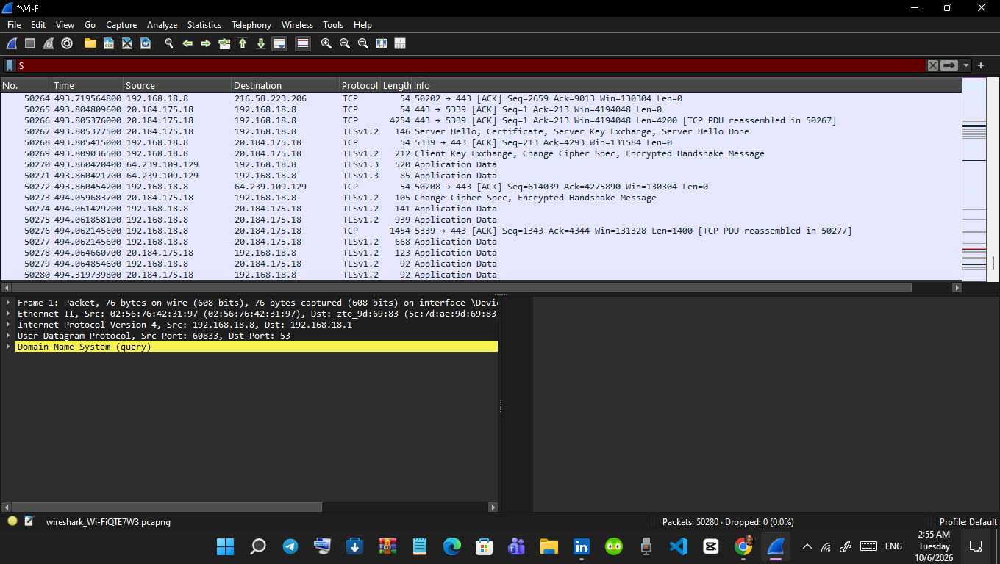 *Wi-Fi
File Edit View Go Capture Analyze Statistics Telephony Wireless Tools Help
S
No. Time Source Destination Protocol Length Info
50264 493.719564800 192.168.18.8 216.58.223.206 TCP 54 50202 → 443 [ACK] Seq=2659 Ack=9013 Win=130304 Len=0
50265 493.804809600 20.184.175.18 192.168.18.8 TCP 54 443 → 5339 [ACK] Seq=1 Ack=213 Win=4194048 Len=0
50266 493.805376000 20.184.175.18 192.168.18.8 TCP 4254 443 → 5339 [ACK] Seq=1 Ack=213 Win=4194048 Len=4200 [TCP PDU reassembled in 50267]
50267 493.805377500 20.184.175.18 192.168.18.8 TLSv1.2 146 Server Hello, Certificate, Server Key Exchange, Server Hello Done
50268 493.805415000 192.168.18.8 20.184.175.18 TCP 54 5339 → 443 [ACK] Seq=213 Ack=4293 Win=131584 Len=0
50269 493.809036500 192.168.18.8 20.184.175.18 TLSv1.2 212 Client Key Exchange, Change Cipher Spec, Encrypted Handshake Message
50270 493.860420400 64.239.109.129 192.168.18.8 TLSv1.3 520 Application Data
50271 493.860421700 64.239.109.129 192.168.18.8 TLSv1.3 85 Application Data
50272 493.860454200 192.168.18.8 64.239.109.129 TCP 54 50208 → 443 [ACK] Seq=614039 Ack=4275890 Win=130304 Len=0
50273 494.059683700 20.184.175.18 192.168.18.8 TLSv1.2 105 Change Cipher Spec, Encrypted Handshake Message
50274 494.061429200 192.168.18.8 20.184.175.18 TLSv1.2 141 Application Data
50275 494.061858100 192.168.18.8 20.184.175.18 TLSv1.2 939 Application Data
50276 494.062145600 192.168.18.8 20.184.175.18 TCP 1454 5339 → 443 [ACK] Seq=1343 Ack=4344 Win=131328 Len=1400 [TCP PDU reassembled in 50277]
50277 494.062145600 192.168.18.8 20.184.175.18 TLSv1.2 668 Application Data
50278 494.064660700 20.184.175.18 192.168.18.8 TLSv1.2 123 Application Data
50279 494.064854600 192.168.18.8 20.184.175.18 TLSv1.2 92 Application Data
50280 494.319739800 20.184.175.18 192.168.18.8 TLSv1.2 92 Application Data
Frame 1: Packet, 76 bytes on wire (608 bits), 76 bytes captured (608 bits) on interface \Devi
Ethernet II, Src: 02:56:76:42:31:97 (02:56:76:42:31:97), Dst: zte_9d:69:83 (5c:7d:ae:9d:69:83
Internet Protocol Version 4, Src: 192.168.18.8, Dst: 192.168.18.1
User Datagram Protocol, Src Port: 60833, Dst Port: 53
Domain Name System (query)
wireshark_Wi-FiQTE7W3.pcapng Packets: 50280 · Dropped: 0 (0.0%) Profile: Default
ENG
2:55 AM
Tuesday
10/6/2026